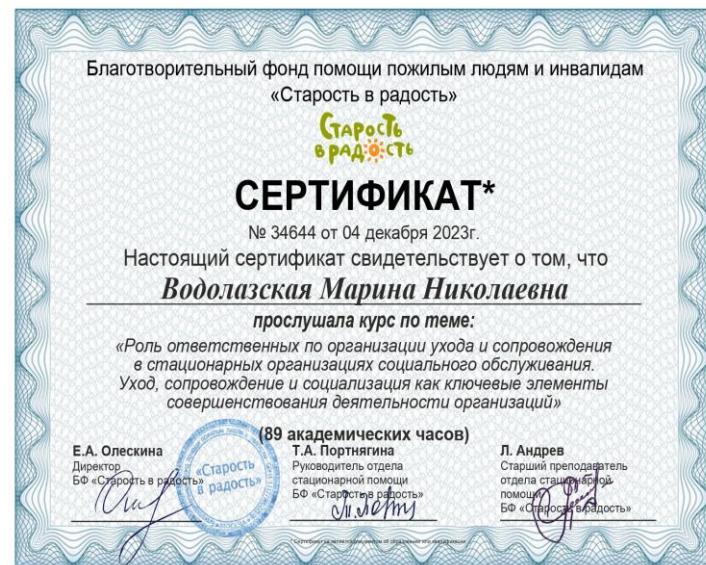 Благотворительный фонд помощи пожилым людям и инвалидам
«Старость в радость»
Старость
в радость
СЕРТИФИКАТ*
№ 34644 от 04 декабря 2023г.
Настоящий сертификат свидетельствует о том, что
Водолазская Марина Николаевна
прослушала курс по теме:
«Роль ответственных по организации ухода и сопровождения
в стационарных организациях социального обслуживания.
Уход, сопровождение и социализация как ключевые элементы
совершенствования деятельности организаций»
(89 академических часов)
Е.А. Олескина
Директор
БФ «Старость в радость»
«Старость
в радость»
Т.А. Портнягина
Руководитель отдела
стационарной помощи
БФ «Старость в радость»
Л. Андрев
Старший преподаватель
отдела стационарной
помощи
БФ «Старость в радость»